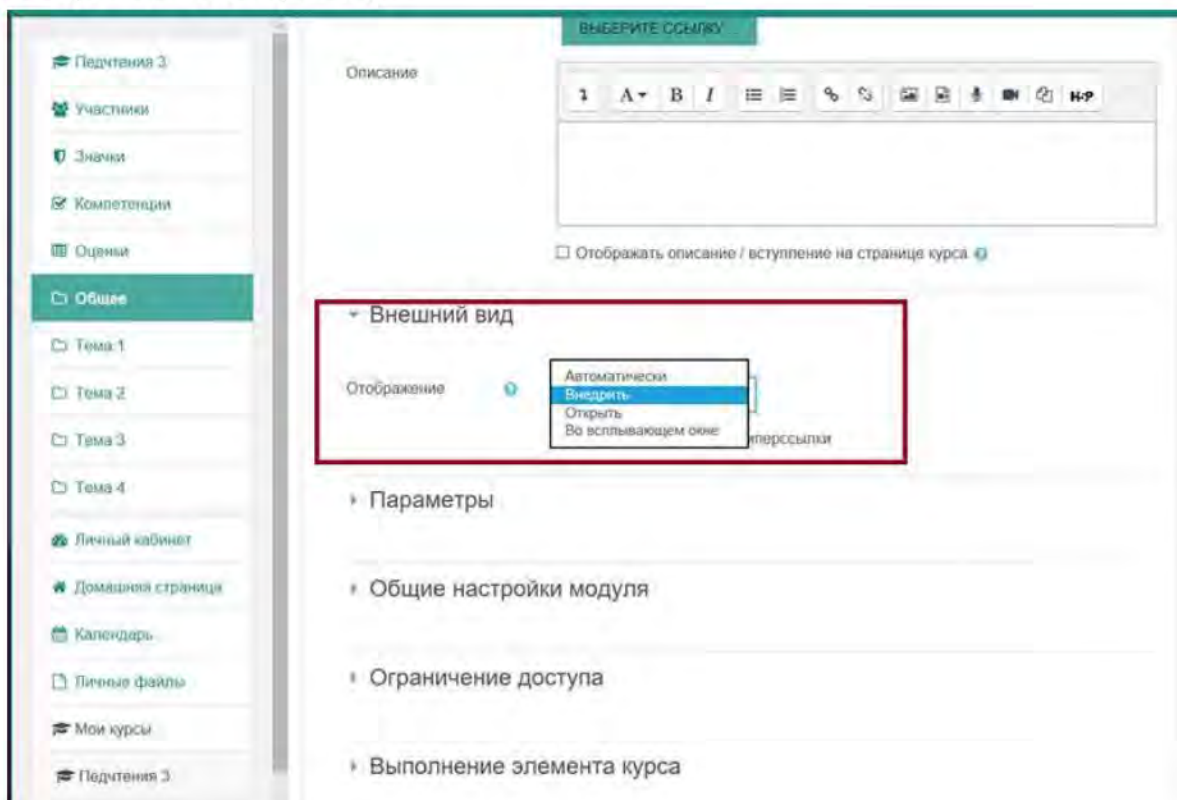 ВЫБЕРИТЕ ССЫЛКУ
Педчтения 3
Участники
Значки
Компетенции
Оценки
Общее
Тема 1
Тема 2
Тема 3
Тема 4
Личный кабинет
Домашняя страница
Календарь
Личные файлы
Мои курсы
Педчтения 3
Описание
A B I H-P
Отображать описание / вступление на странице курса
Внешний вид
Отображение
Автоматически
Внедрить
Открыть
Во всплывающем окне
иперссылки
Параметры
Общие настройки модуля
Ограничение доступа
Выполнение элемента курса